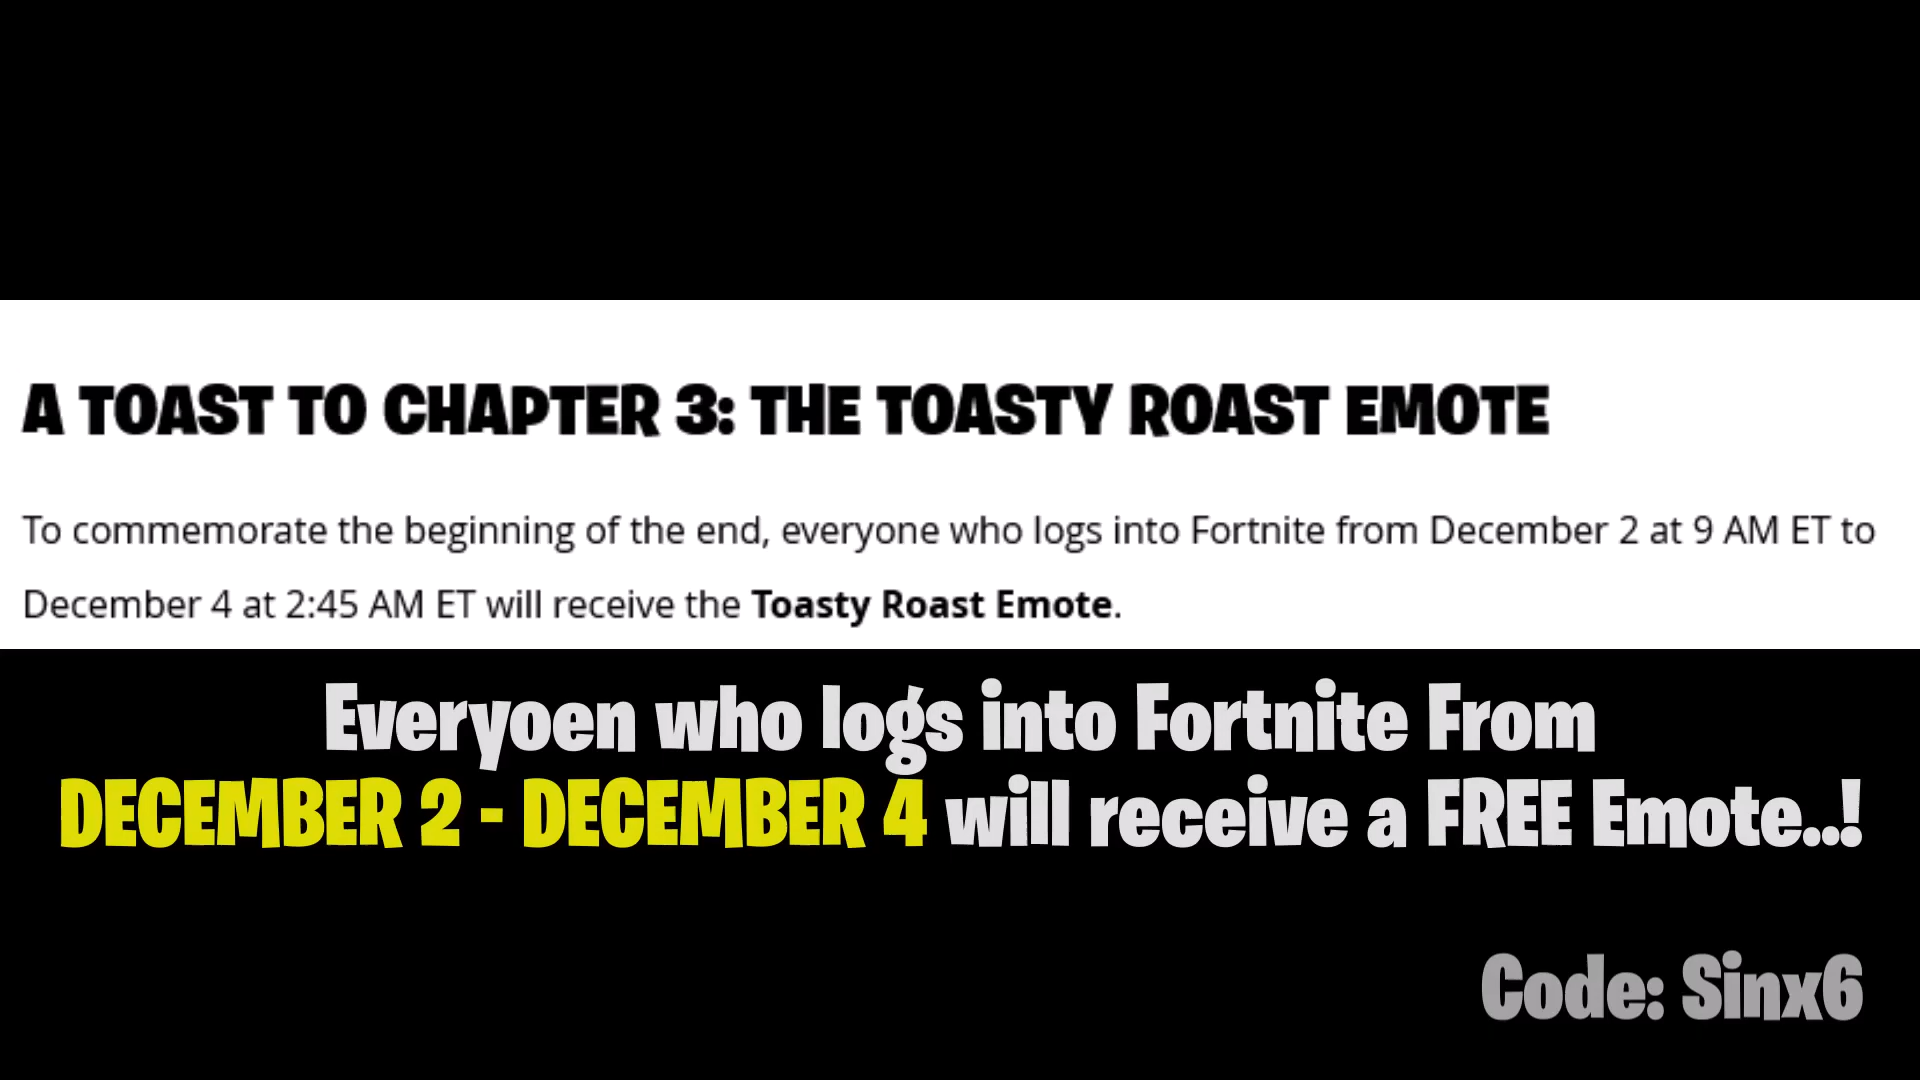 A TOAST TO CHAPTER 3: THE TOASTY ROAST EMOTE
To commemorate the beginning of the end, everyone who logs into Fortnite from December 2 at 9 AM ET to
December 4 at 2:45 AM ET will receive the Toasty Roast Emote.
Everyoen who logs into Fortnite From
DECEMBER 2 - DECEMBER 4 will receive a FREE Emote..!
Code: Sinx6